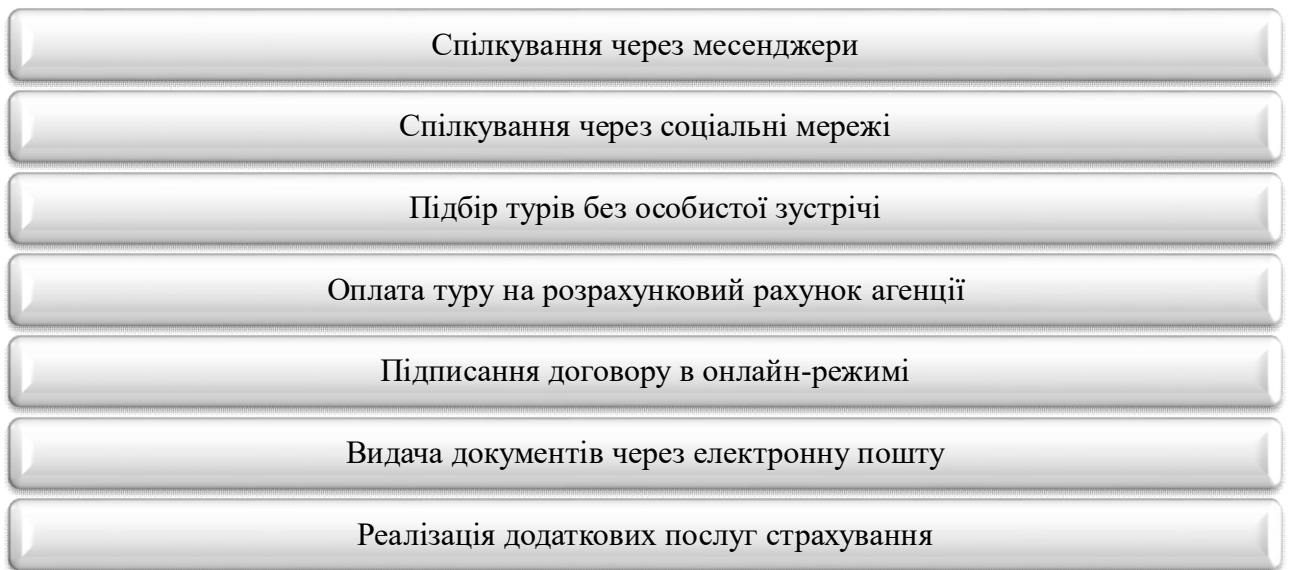 Спілкування через месенджери
Спілкування через соціальні мережі
Підбір турів без особистої зустрічі
Оплата туру на розрахунковий рахунок агенції
Підписання договору в онлайн-режимі
Видача документів через електронну пошту
Реалізація додаткових послуг страхування